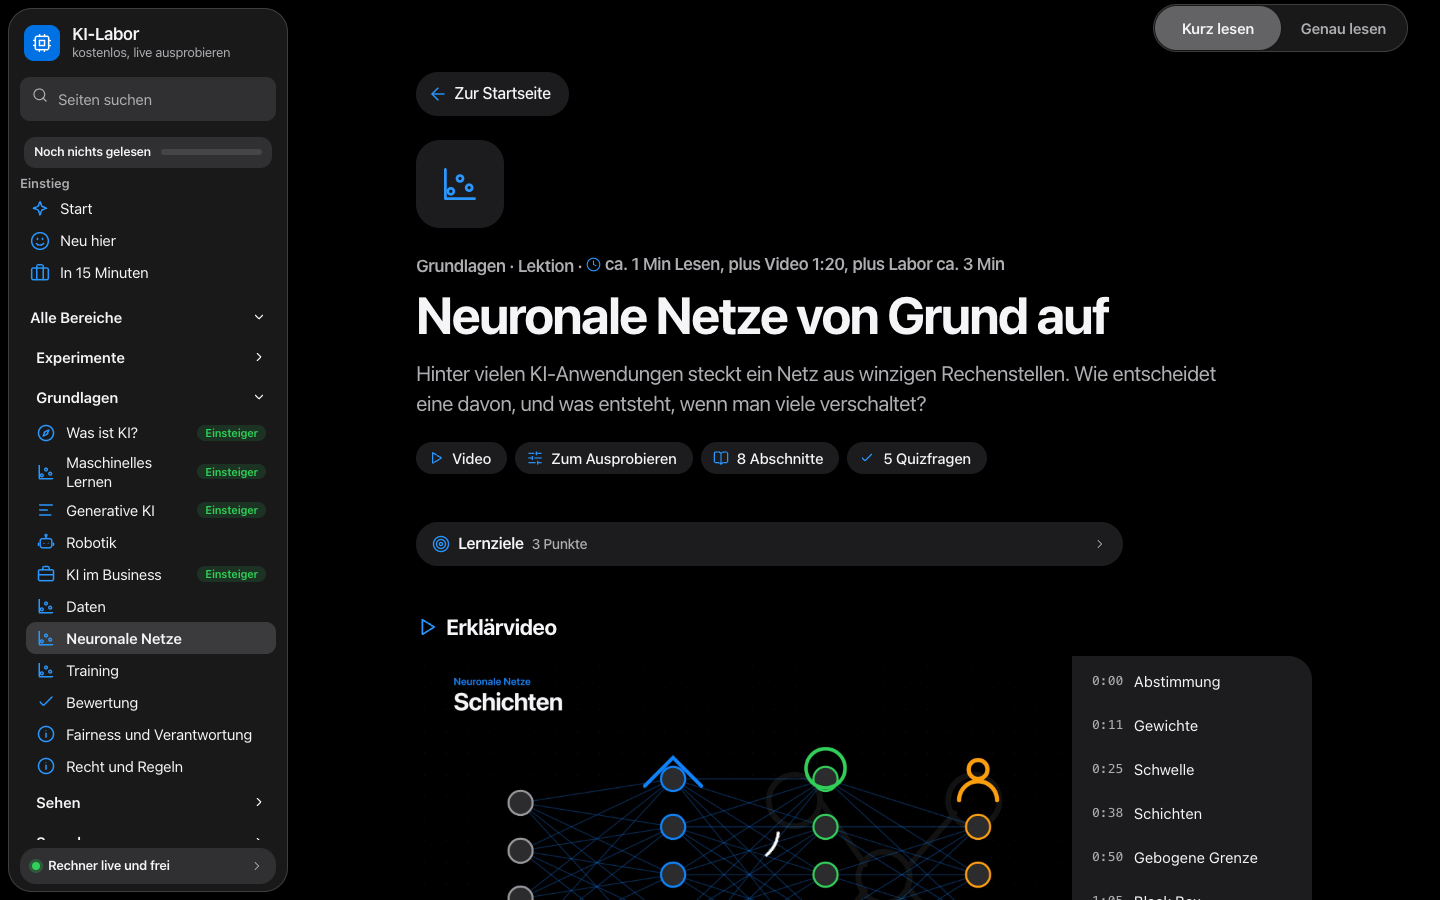 KI-Labor
kostenlos, live ausprobieren
Seiten suchen
Noch nichts gelesen
Einstieg
Start
Neu hier
In 15 Minuten
Alle Bereiche
Experimente
Grundlagen
Was ist KI? Einsteiger
Maschinelles
Lernen Einsteiger
Generative KI Einsteiger
Robotik
KI im Business Einsteiger
Daten
Neuronale Netze
Training
Bewertung
Fairness und Verantwortung
Recht und Regeln
Sehen
Rechner live und frei
Kurz lesen Genau lesen
Zur Startseite
Grundlagen · Lektion · ca. 1 Min Lesen, plus Video 1:20, plus Labor ca. 3 Min
Neuronale Netze von Grund auf
Hinter vielen KI-Anwendungen steckt ein Netz aus winzigen Rechenstellen. Wie entscheidet
eine davon, und was entsteht, wenn man viele verschaltet?
Video Zum Ausprobieren 8 Abschnitte 5 Quizfragen
Lernziele 3 Punkte
Erklärvideo
Neuronale Netze
Schichten
0:00 Abstimmung
0:11 Gewichte
0:25 Schwelle
0:38 Schichten
0:50 Gebogene Grenze